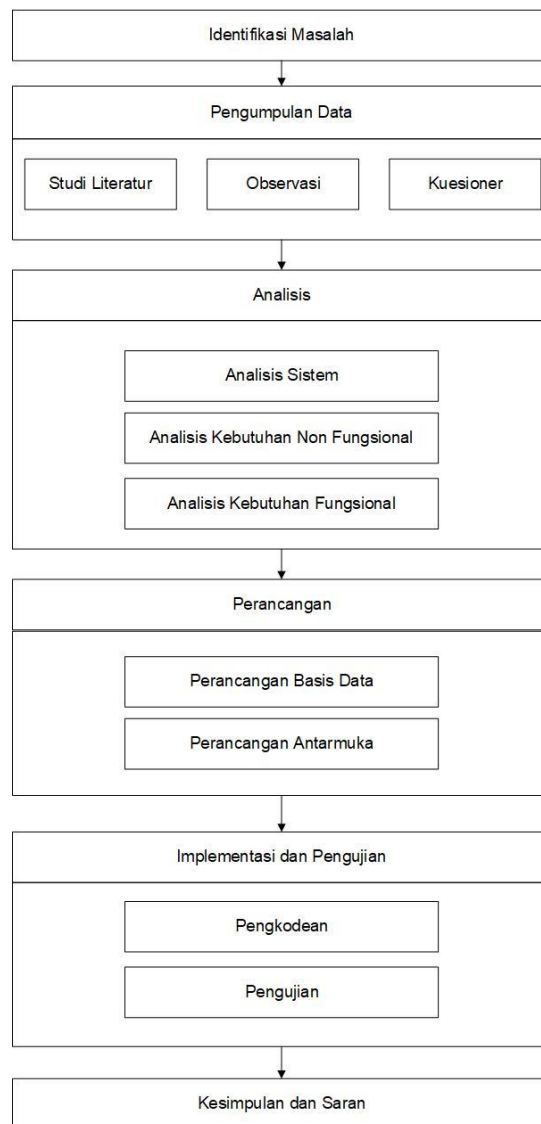 Identifikasi Masalah
Pengumpulan Data
Studi Literatur
Observasi
Kuesioner
Analisis
Analisis Sistem
Analisis Kebutuhan Non Fungsional
Analisis Kebutuhan Fungsional
Perancangan
Perancangan Basis Data
Perancangan Antarmuka
Implementasi dan Pengujian
Pengkodean
Pengujian
Kesimpulan dan Saran